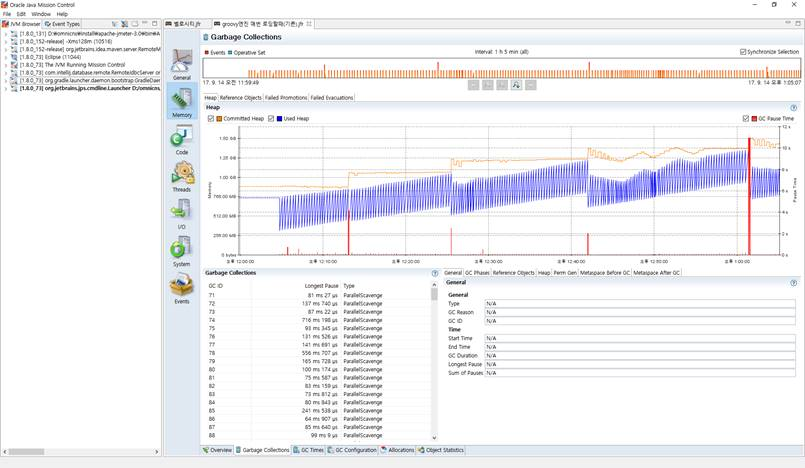 Oracle Java Mission Control
File Edit Window Help
JVM Browser Event Types
[1.8.0_131] D:₩omnicns₩install₩apache-jmeter-3.0₩bin₩A
[1.8.0_152-release] -Xms128m (10516)
[1.8.0_152-release] org.jetbrains.idea.maven.server.RemoteM
[1.8.0_73] Eclipse (11044)
[1.8.0_73] The JVM Running Mission Control
[1.8.0_73] com.intellij.database.remote.RemoteJdbcServer or
[1.8.0_73] org.gradle.launcher.daemon.bootstrap.GradleDaer
[1.8.0_73] org.jetbrains.jps.cmdline.Launcher D:/omnicns,
벨로시티.jfr groovy엔진 매번 로딩할때(기존).jfr
General
Memory
Code
Threads
I/O
System
Events
Garbage Collections
Events Operative Set Interval: 1 h 5 min (all) Synchronize Selection
17. 9. 14 오전 11:59:49 17. 9. 14 오후 1:05:07
Heap Reference Objects Failed Promotions Failed Evacuations
Heap
Committed Heap Used Heap GC Pause Time
1.50 GB
1.25 GB
1.00 GB
768.00 MB
512.00 MB
256.00 MB
0 bytes
Memory
12 s
10 s
8 s
6 s
4 s
2 s
0 s
Pause Time
오후 12:00:00 오후 12:10:00 오후 12:20:00 오후 12:30:00 오후 12:40:00 오후 12:50:00 오후 1:00:00
Garbage Collections
GC ID Longest Pause Type
71 81 ms 27 µs ParallelScavenge
72 137 ms 740 µs ParallelScavenge
73 87 ms 22 µs ParallelScavenge
74 716 ms 198 µs ParallelScavenge
75 93 ms 345 µs ParallelScavenge
76 131 ms 526 µs ParallelScavenge
77 141 ms 691 µs ParallelScavenge
78 556 ms 707 µs ParallelScavenge
79 165 ms 728 µs ParallelScavenge
80 100 ms 174 µs ParallelScavenge
81 75 ms 587 µs ParallelScavenge
82 83 ms 159 µs ParallelScavenge
83 73 ms 812 µs ParallelScavenge
84 80 ms 843 µs ParallelScavenge
85 241 ms 538 µs ParallelScavenge
86 64 ms 907 µs ParallelScavenge
87 85 ms 640 µs ParallelScavenge
88 99 ms 9 µs ParallelScavenge
General GC Phases Reference Objects Heap Perm Gen Metaspace Before GC Metaspace After GC
General
General
Type N/A
GC Reason N/A
GC ID N/A
Time
Start Time N/A
End Time N/A
GC Duration N/A
Longest Pause N/A
Sum of Pauses N/A
Overview Garbage Collections GC Times GC Configuration Allocations Object Statistics